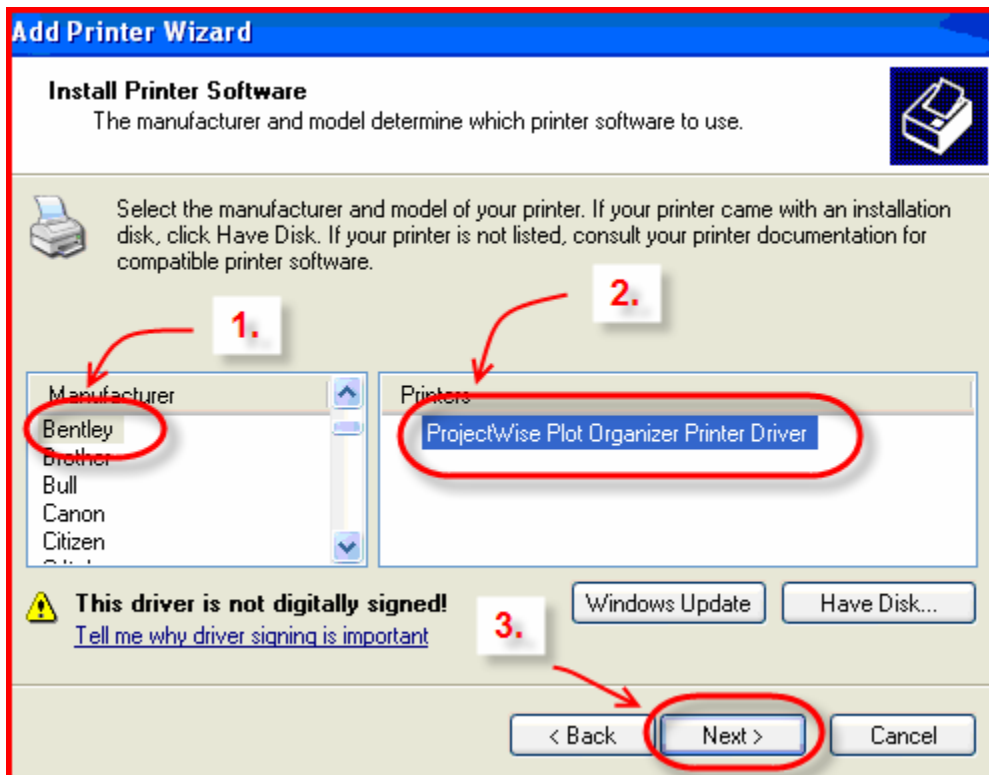 Add Printer Wizard
Install Printer Software
The manufacturer and model determine which printer software to use.
Select the manufacturer and model of your printer. If your printer came with an installation
disk, click Have Disk. If your printer is not listed, consult your printer documentation for
compatible printer software.
1.
2.
Manufacturer
Bentley
Brother
Bull
Canon
Citizen
Printers
ProjectWise Plot Organizer Printer Driver
This driver is not digitally signed!
Tell me why driver signing is important
Windows Update
Have Disk...
3.
< Back
Next >
Cancel